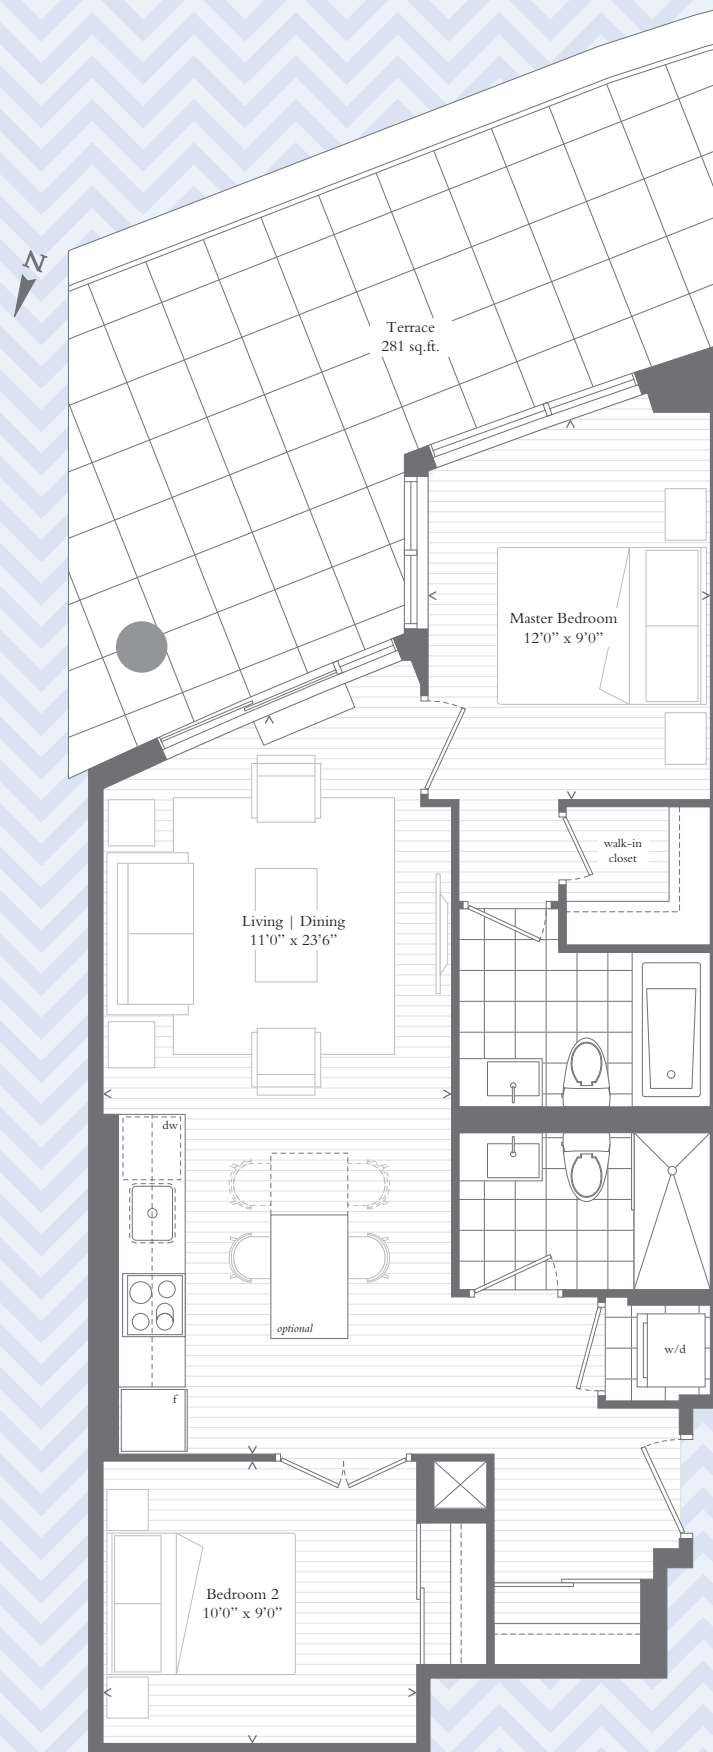 N
Terrace
281 sq.ft.
Master Bedroom
12’0” x 9’0”
walk-in
closet
Living | Dining
11’0” x 23’6”
dw
optional
w/d
f
Bedroom 2
10’0” x 9’0”